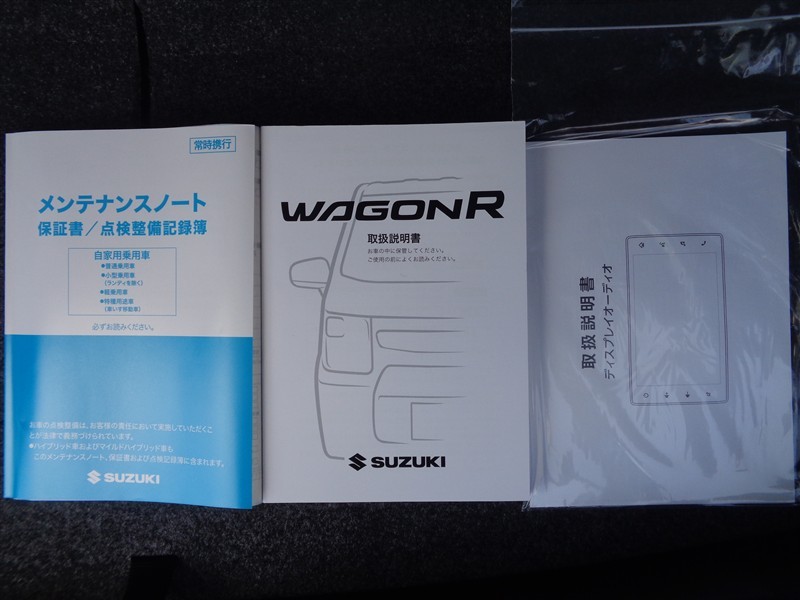 常時携行
メンテナンスノート
保証書／点検整備記録簿
自家用乗用車
●普通乗用車
●小型乗用車
(ランディを除く)
●軽乗用車
●特種用途車
(車いす移動車)
必ずお読みください。
お車の点検整備は、お客様の責任において実施していただくこ
とが法律で義務づけられています。
●ハイブリッド車およびマイルドハイブリッド車も
このメンテナンスノート、保証書および点検記録簿に含まれます。
SUZUKI
WAGONR
取扱説明書
お車の中に保管してください。
ご使用の前によくお読みください。
SUZUKI
取扱説明書
ディスプレイオーディオ